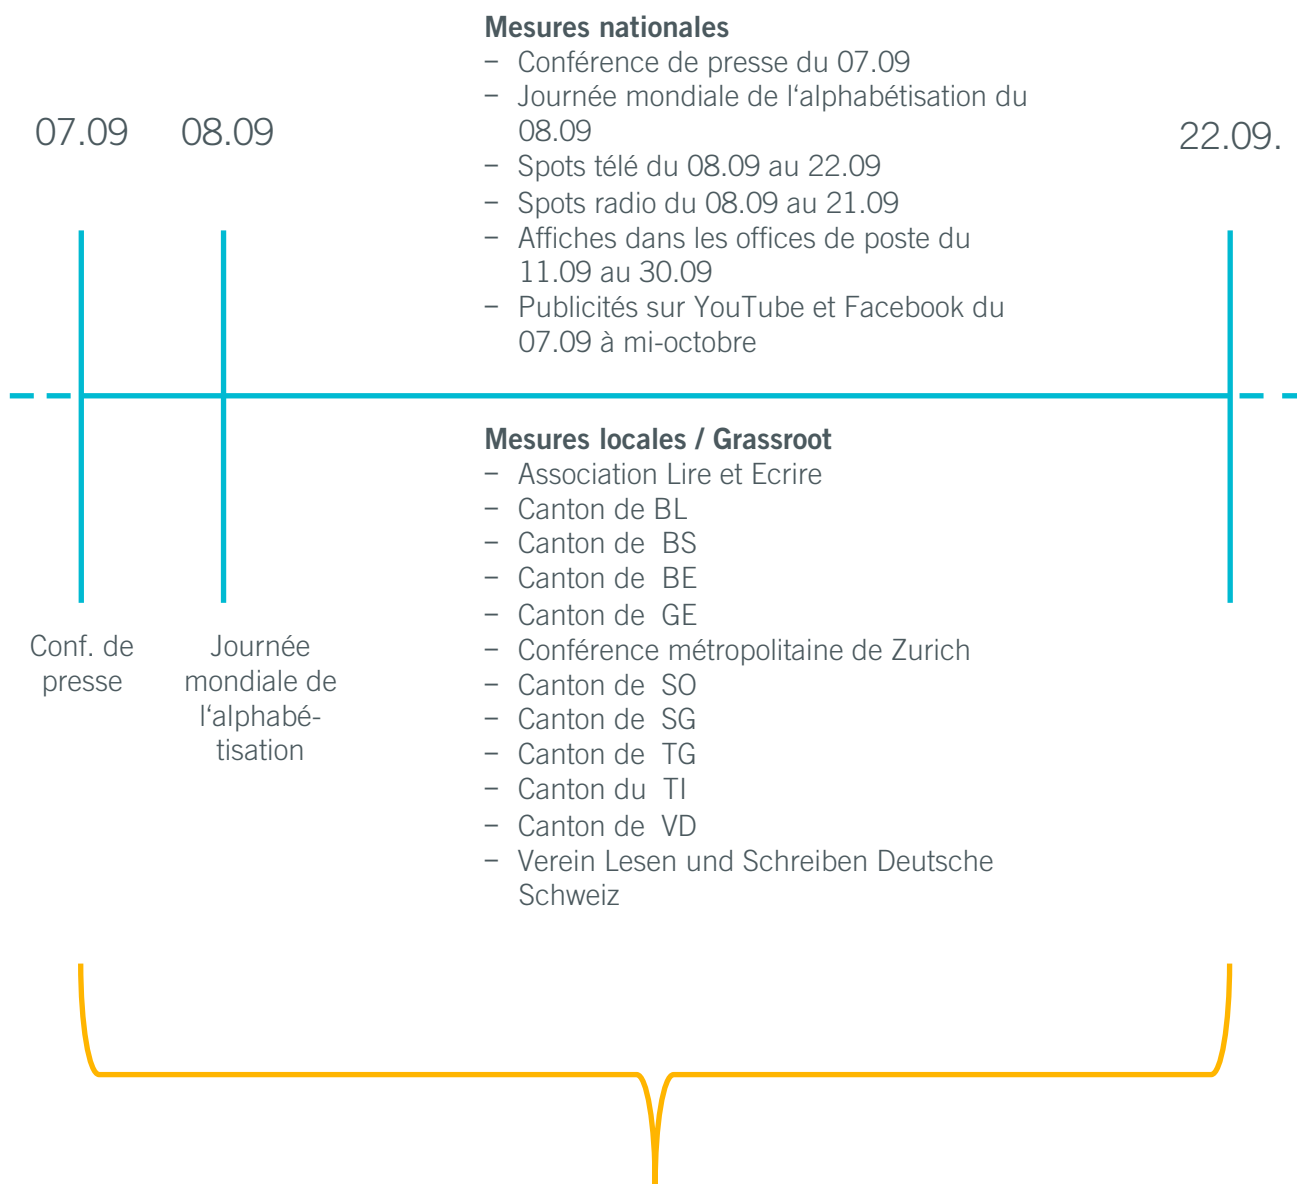 Mesures nationales
– Conférence de presse du 07.09
– Journée mondiale de l‘alphabétisation du
08.09
– Spots télé du 08.09 au 22.09
– Spots radio du 08.09 au 21.09
– Affiches dans les offices de poste du
11.09 au 30.09
– Publicités sur YouTube et Facebook du
07.09 à mi-octobre
07.09
08.09
22.09.
Mesures locales / Grassroot
– Association Lire et Ecrire
– Canton de BL
– Canton de  BS
– Canton de  BE
– Canton de  GE
– Conférence métropolitaine de Zurich
– Canton de  SO
– Canton de  SG
– Canton de  TG
– Canton du  TI
– Canton de  VD
– Verein Lesen und Schreiben Deutsche
Schweiz
Conf. de
presse
Journée
mondiale de
l‘alphabé-
tisation